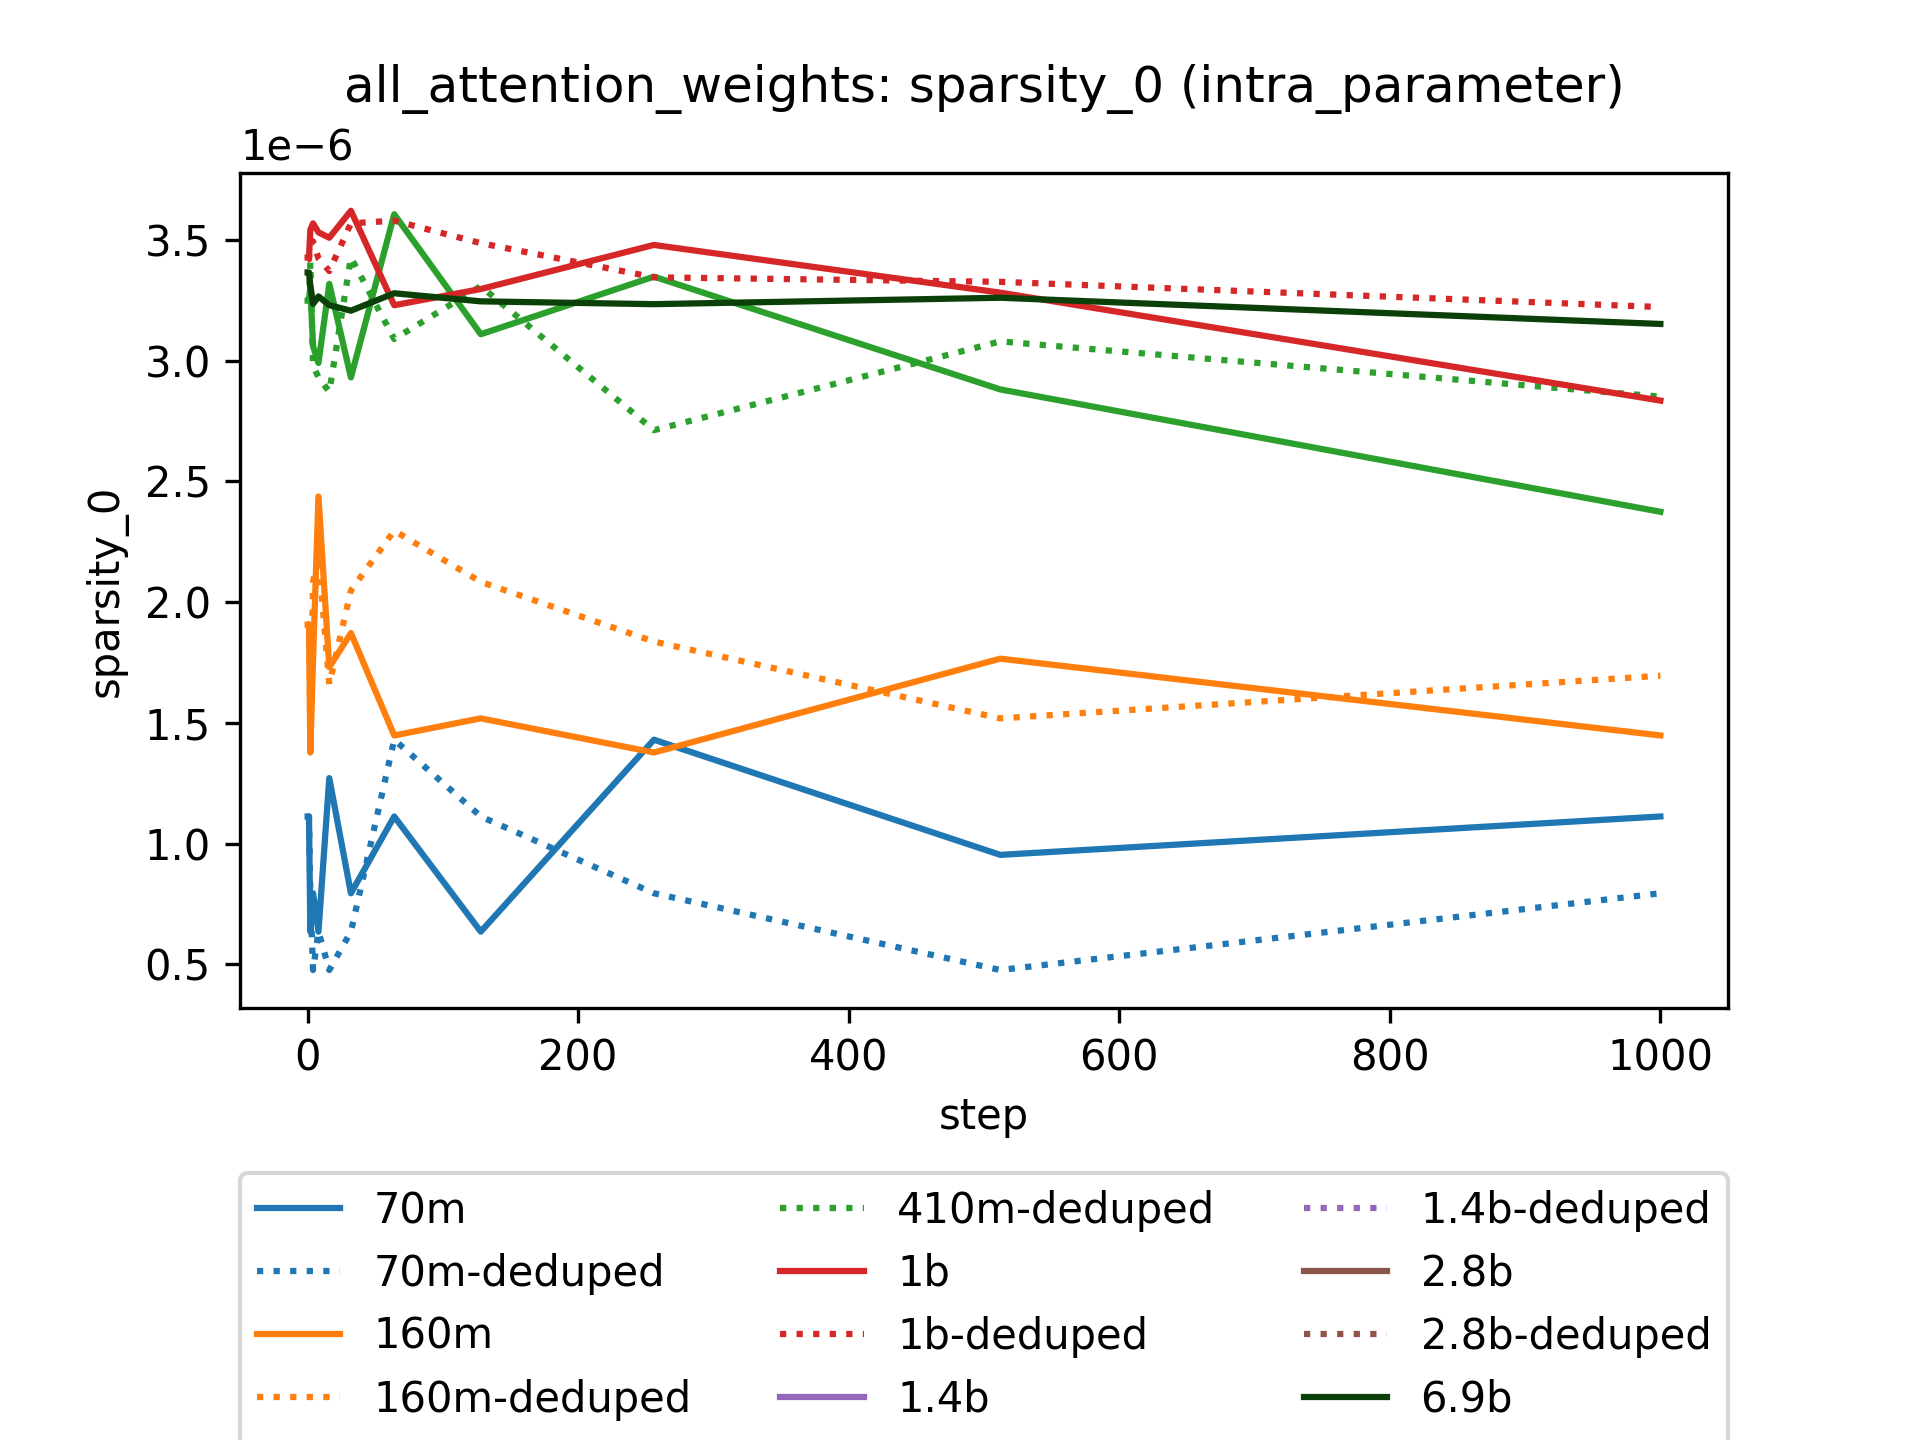 all_attention_weights: sparsity_0 (intra_parameter)
1e−6
3.5
3.0
2.5
2.0
1.5
1.0
0.5
sparsity_0
0 200 400 600 800 1000
step
70m 410m-deduped 1.4b-deduped
70m-deduped 1b 2.8b
160m 1b-deduped 2.8b-deduped
160m-deduped 1.4b 6.9b